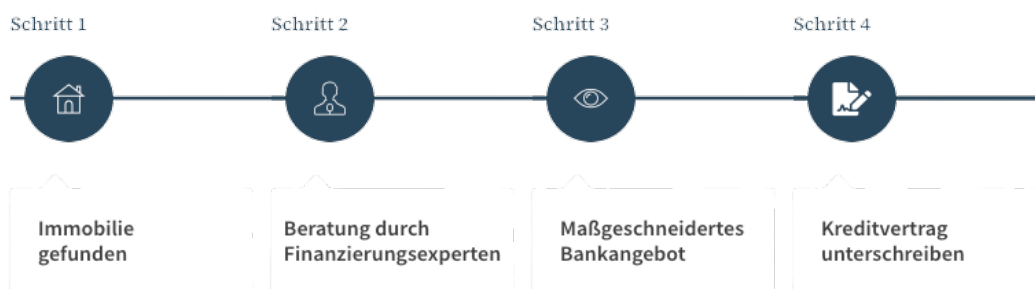 Schritt 1
Schritt 2
Schritt 3
Schritt 4
Immobilie
gefunden
Beratung durch
Finanzierungsexperten
Maßgeschneidertes
Bankangebot
Kreditvertrag
unterschreiben